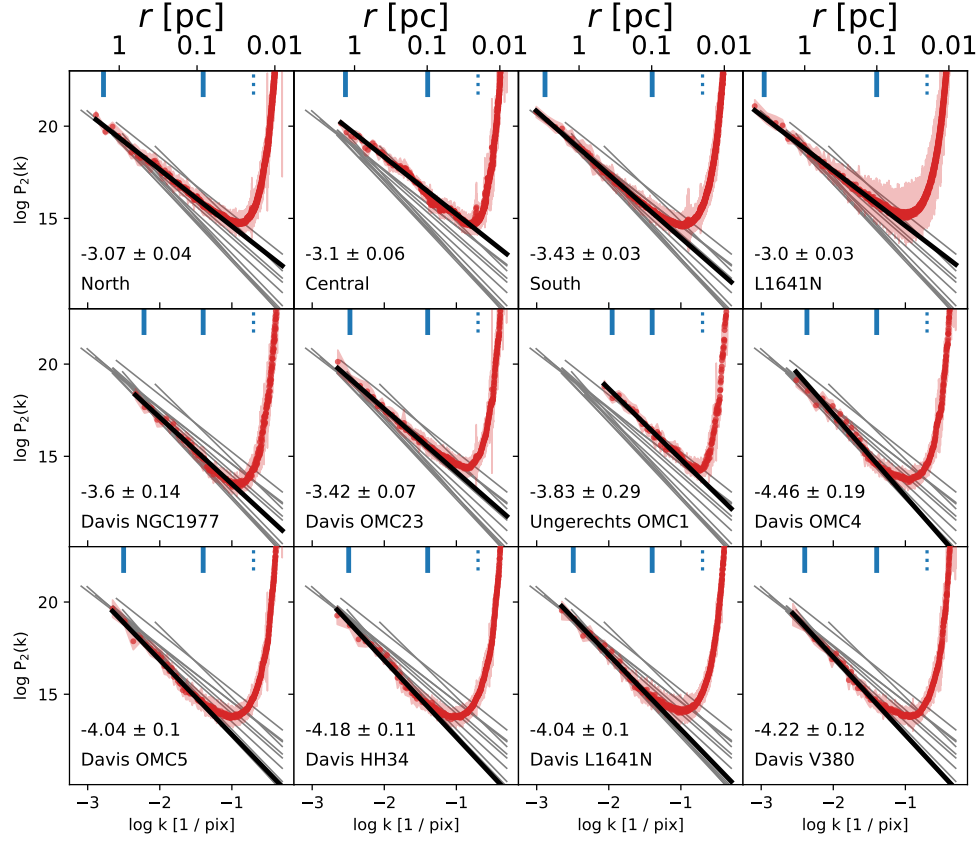 r [pc] r [pc] r [pc] r [pc]
1 0.1 0.01 1 0.1 0.01 1 0.1 0.01 1 0.1 0.01
20
log P2(k)
15
-3.07 ± 0.04 -3.1 ± 0.06 -3.43 ± 0.03 -3.0 ± 0.03
North Central South L1641N
20
log P2(k)
15
-3.6 ± 0.14 -3.42 ± 0.07 -3.83 ± 0.29 -4.46 ± 0.19
Davis NGC1977 Davis OMC23 Ungerechts OMC1 Davis OMC4
20
log P2(k)
15
-4.04 ± 0.1 -4.18 ± 0.11 -4.04 ± 0.1 -4.22 ± 0.12
Davis OMC5 Davis HH34 Davis L1641N Davis V380
−3 −2 −1 −3 −2 −1 −3 −2 −1 −3 −2 −1
log k [1 / pix] log k [1 / pix] log k [1 / pix] log k [1 / pix]